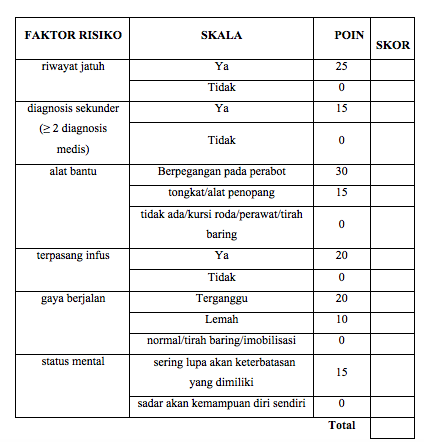 FAKTOR RISIKO SKALA POIN SKOR
riwayat jatuh Ya 25
Tidak 0
diagnosis sekunder Ya 15
(≥ 2 diagnosis
medis) Tidak 0
alat bantu Berpegangan pada perabot 30
tongkat/alat penopang 15
tidak ada/kursi roda/perawat/tirah
baring 0
terpasang infus Ya 20
Tidak 0
gaya berjalan Terganggu 20
Lemah 10
normal/tirah baring/imobilisasi 0
status mental sering lupa akan keterbatasan
yang dimiliki 15
sadar akan kemampuan diri sendiri 0
Total